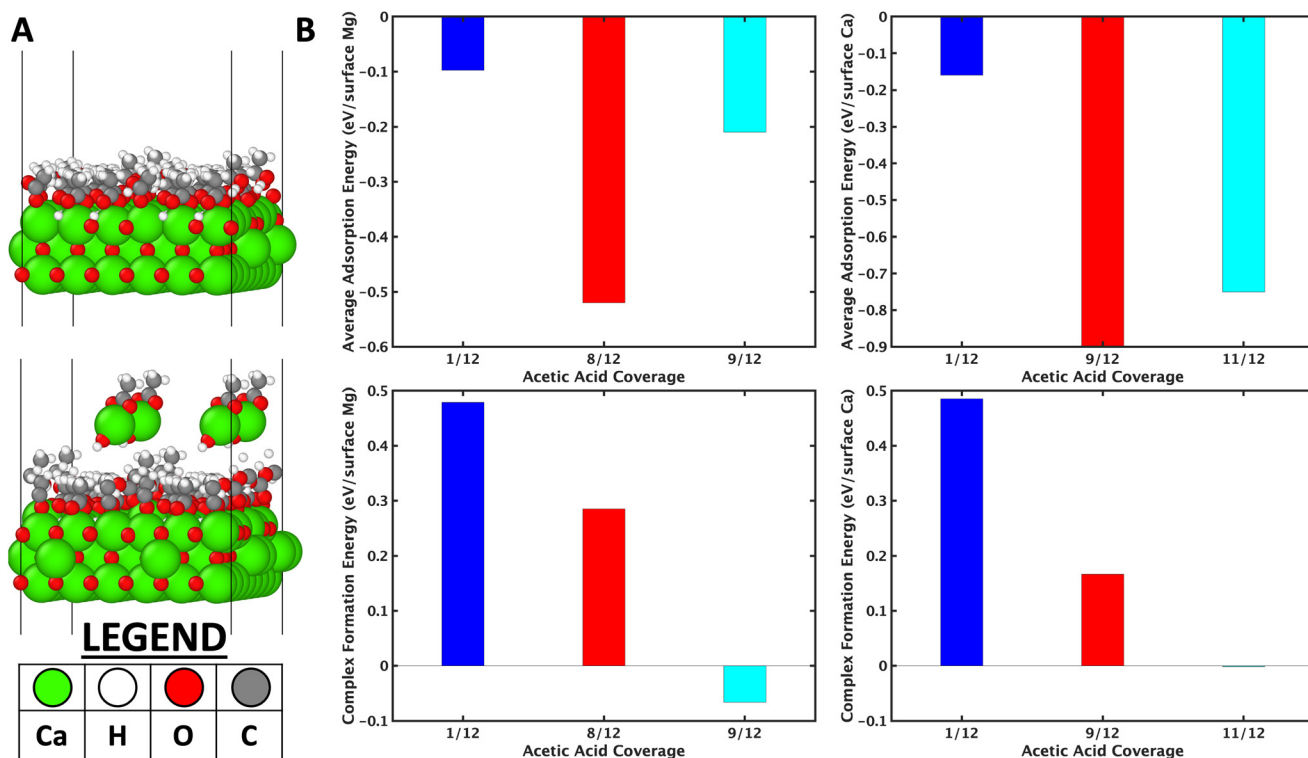 A
B
LEGEND
Ca H O C
Average Adsorption Energy (eV/surface Mg)
0
−0.1
−0.2
−0.3
−0.4
−0.5
−0.6
1/12 8/12 9/12
Acetic Acid Coverage
Average Adsorption Energy (eV/surface Ca)
0
−0.1
−0.2
−0.3
−0.4
−0.5
−0.6
−0.7
−0.8
−0.9
1/12 9/12 11/12
Acetic Acid Coverage
Complex Formation Energy (eV/surface Mg)
0.5
0.4
0.3
0.2
0.1
0
−0.1
1/12 8/12 9/12
Acetic Acid Coverage
Complex Formation Energy (eV/surface Ca)
0.5
0.4
0.3
0.2
0.1
0
−0.1
1/12 9/12 11/12
Acetic Acid Coverage